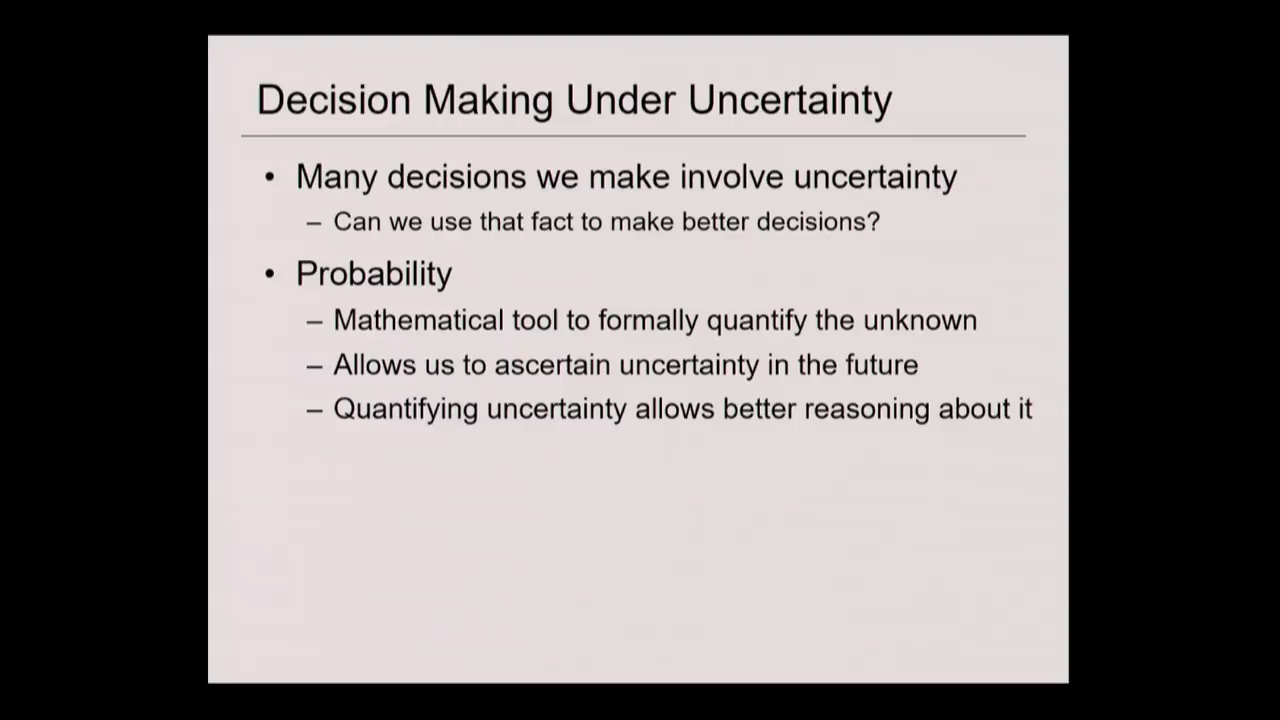 Decision Making Under Uncertainty
• Many decisions we make involve uncertainty
– Can we use that fact to make better decisions?
• Probability
– Mathematical tool to formally quantify the unknown
– Allows us to ascertain uncertainty in the future
– Quantifying uncertainty allows better reasoning about it